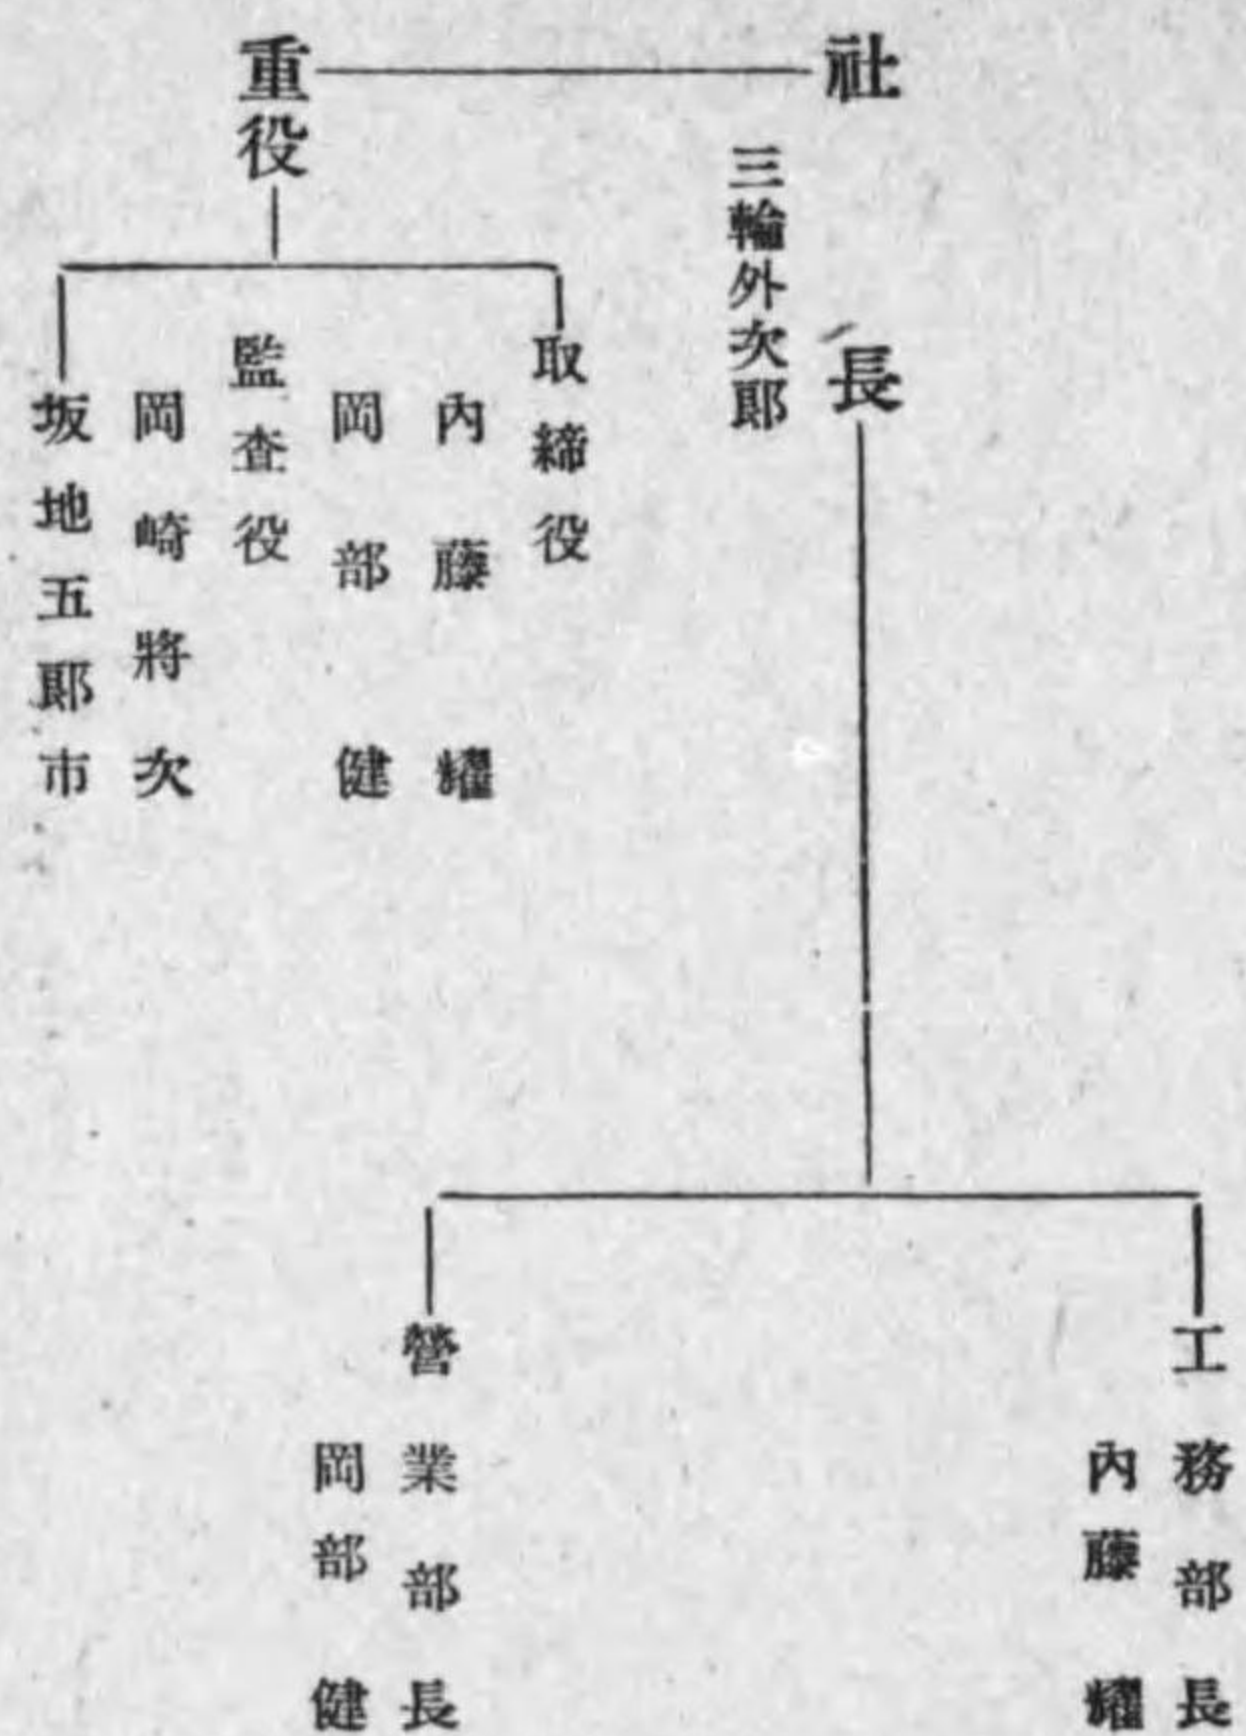 社長
三輪外次郎
重役
取締役
內藤耀
岡部健
監査役
岡崎將次
坂地五郎市
工務部長
內藤耀
營業部長
岡部健